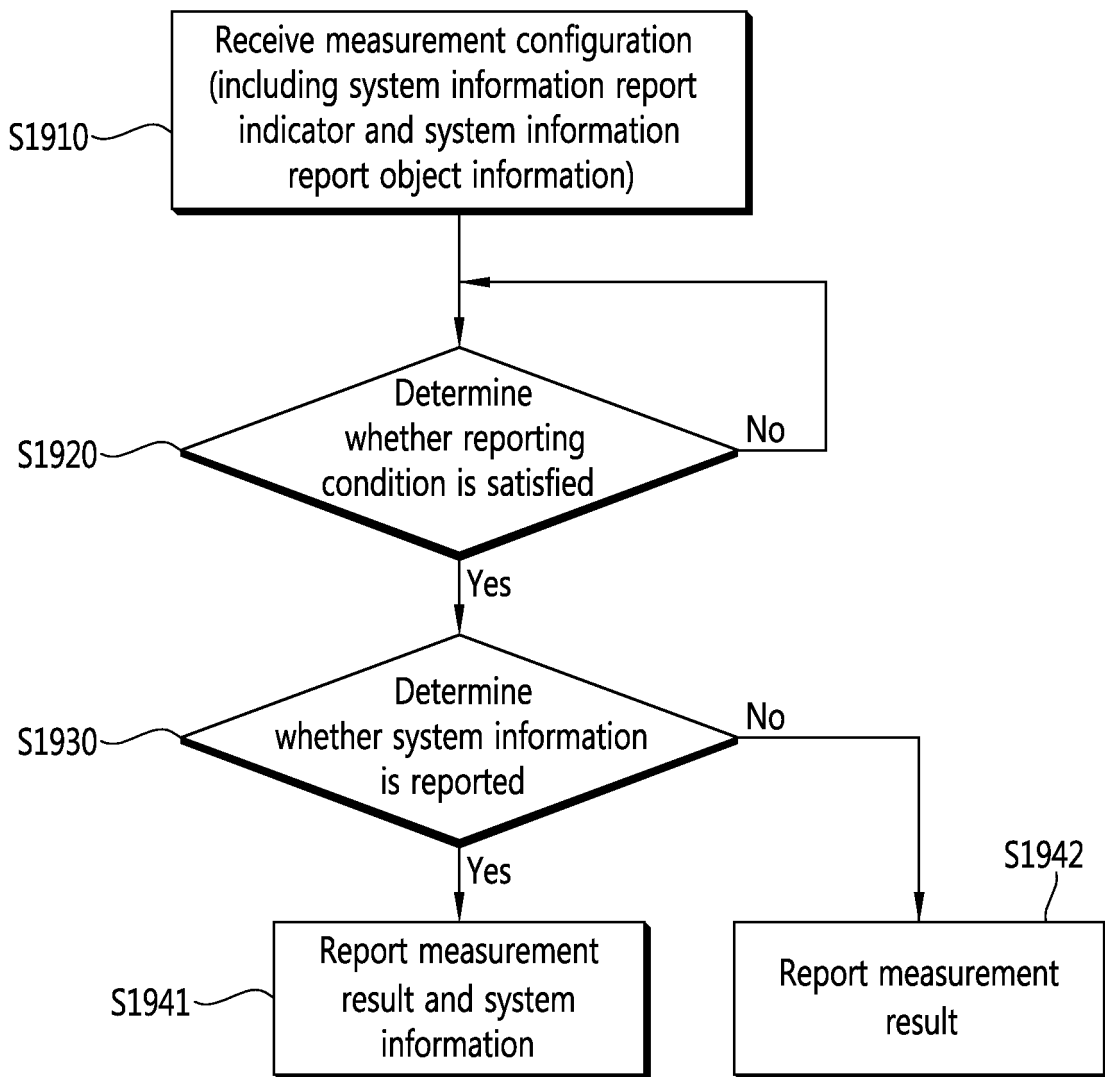 Receive measurement configuration
(including system information report
indicator and system information
report object information)
S1910
Determine
whether reporting
condition is satisfied
S1920
No
Yes
Determine
whether system information
is reported
S1930
No
Yes
S1942
Report measurement
result and system
information
S1941
Report measurement
result